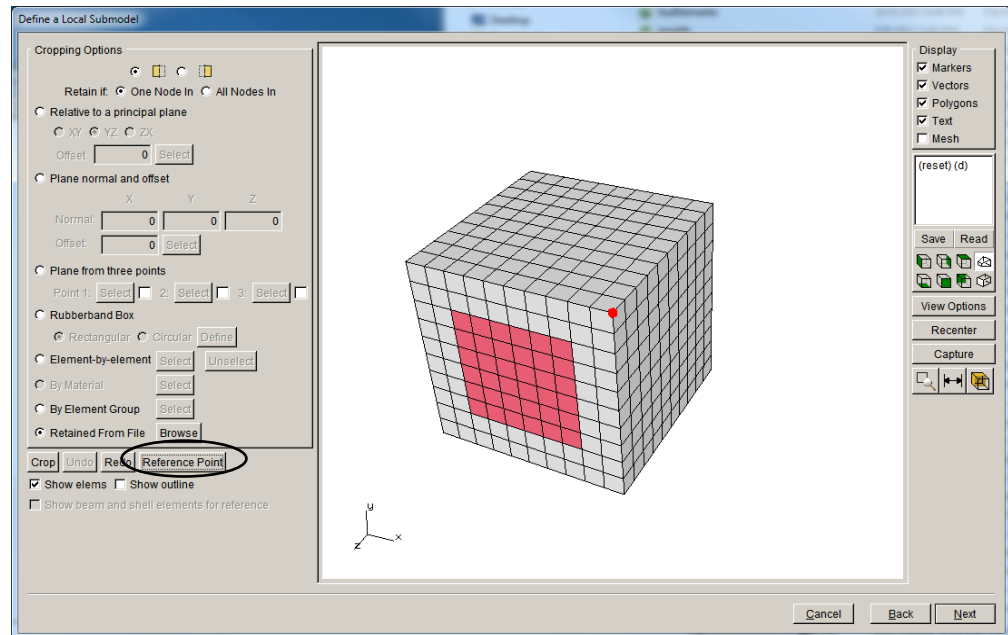 Define a Local Submodel
Desktop
Cropping Options
Retain if: One Node In All Nodes In
Relative to a principal plane
XY YZ ZX
Offset 0 Select
Plane normal and offset
X Y Z
Normal: 0 0 0
Offset: 0 Select
Plane from three points
Point 1: Select 2: Select 3: Select
Rubberband Box
Rectangular Circular Define
Element-by-element Select Unselect
By Material Select
By Element Group Select
Retained From File Browse
Crop Undo Redo Reference Point
Show elems Show outline
Show beam and shell elements for reference
y
x
z
Display
Markers
Vectors
Polygons
Text
Mesh
(reset) (d)
Save Read
View Options
Recenter
Capture
Cancel Back Next